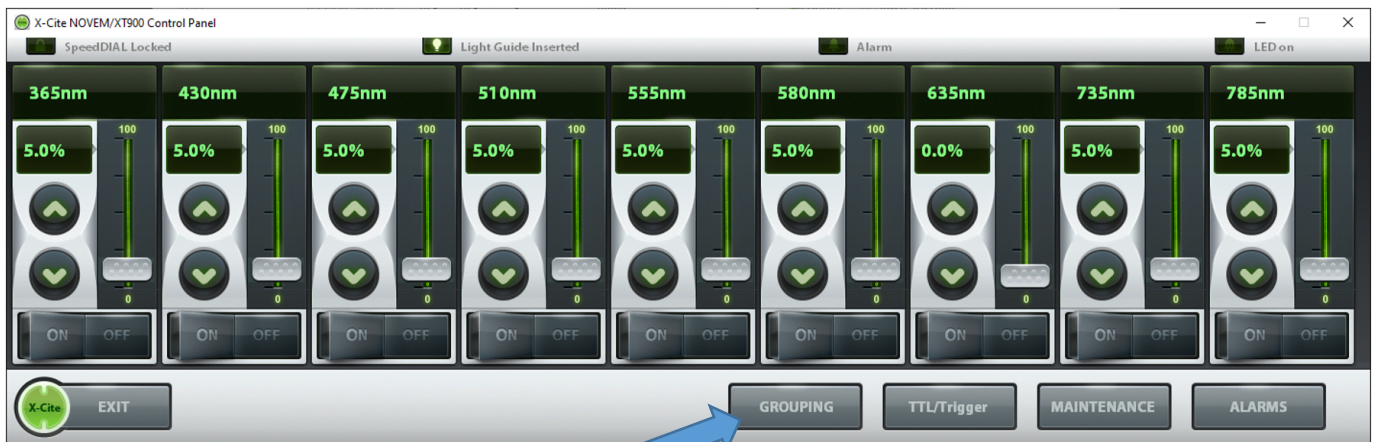 X-Cite NOVEM/XT900 Control Panel
SpeedDIAL Locked Light Guide Inserted Alarm LED on
365nm 430nm 475nm 510nm 555nm 580nm 635nm 735nm 785nm
100 100 100 100 100 100 100 100 100
5.0% 5.0% 5.0% 5.0% 5.0% 5.0% 0.0% 5.0% 5.0%
0 0 0 0 0 0 0 0 0
ON OFF ON OFF ON OFF ON OFF ON OFF ON OFF ON OFF ON OFF ON OFF
X-Cite EXIT GROUPING TTL/Trigger MAINTENANCE ALARMS